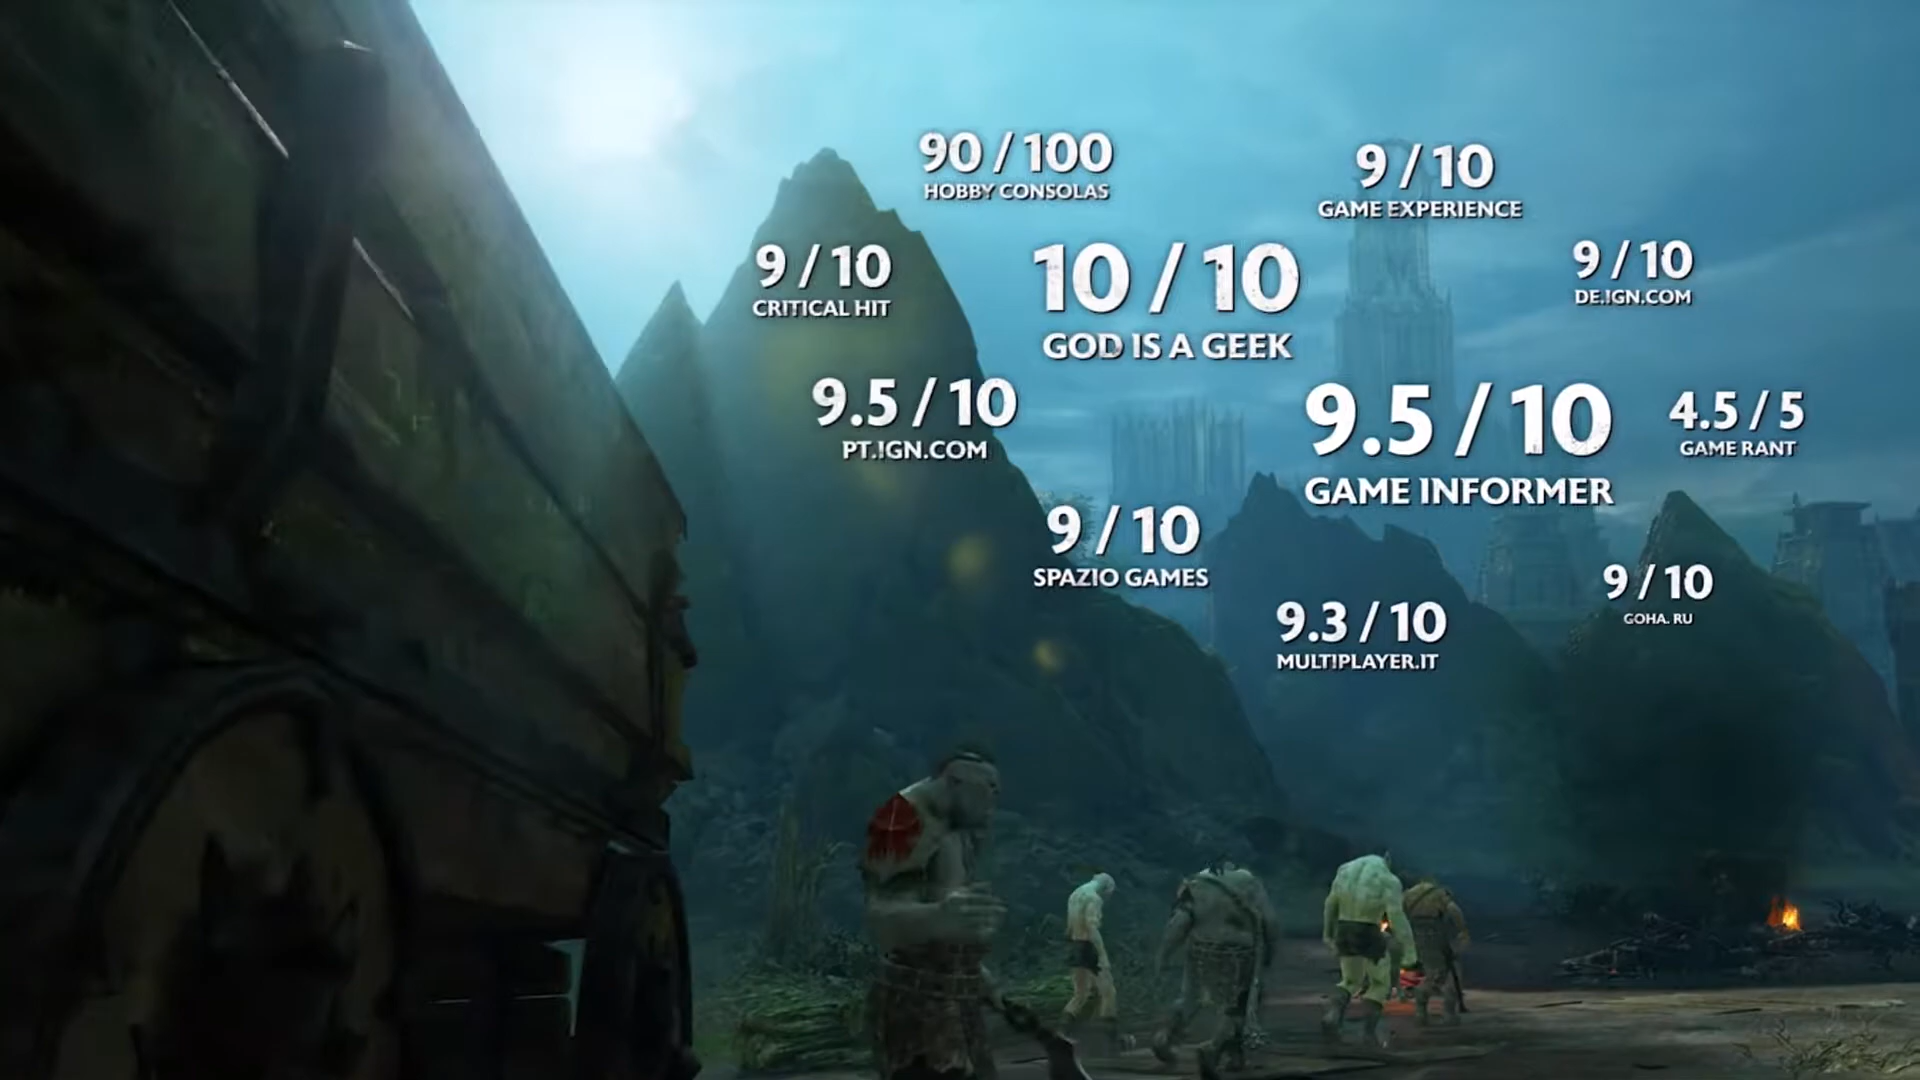 90 / 100
HOBBY CONSOLAS
9 / 10
GAME EXPERIENCE
9 / 10
CRITICAL HIT
10 / 10
GOD IS A GEEK
9 / 10
DE.IGN.COM
9.5 / 10
PT.IGN.COM
9.5 / 10
GAME INFORMER
4.5 / 5
GAME RANT
9 / 10
SPAZIO GAMES
9 / 10
GOHA. RU
9.3 / 10
MULTIPLAYER.IT